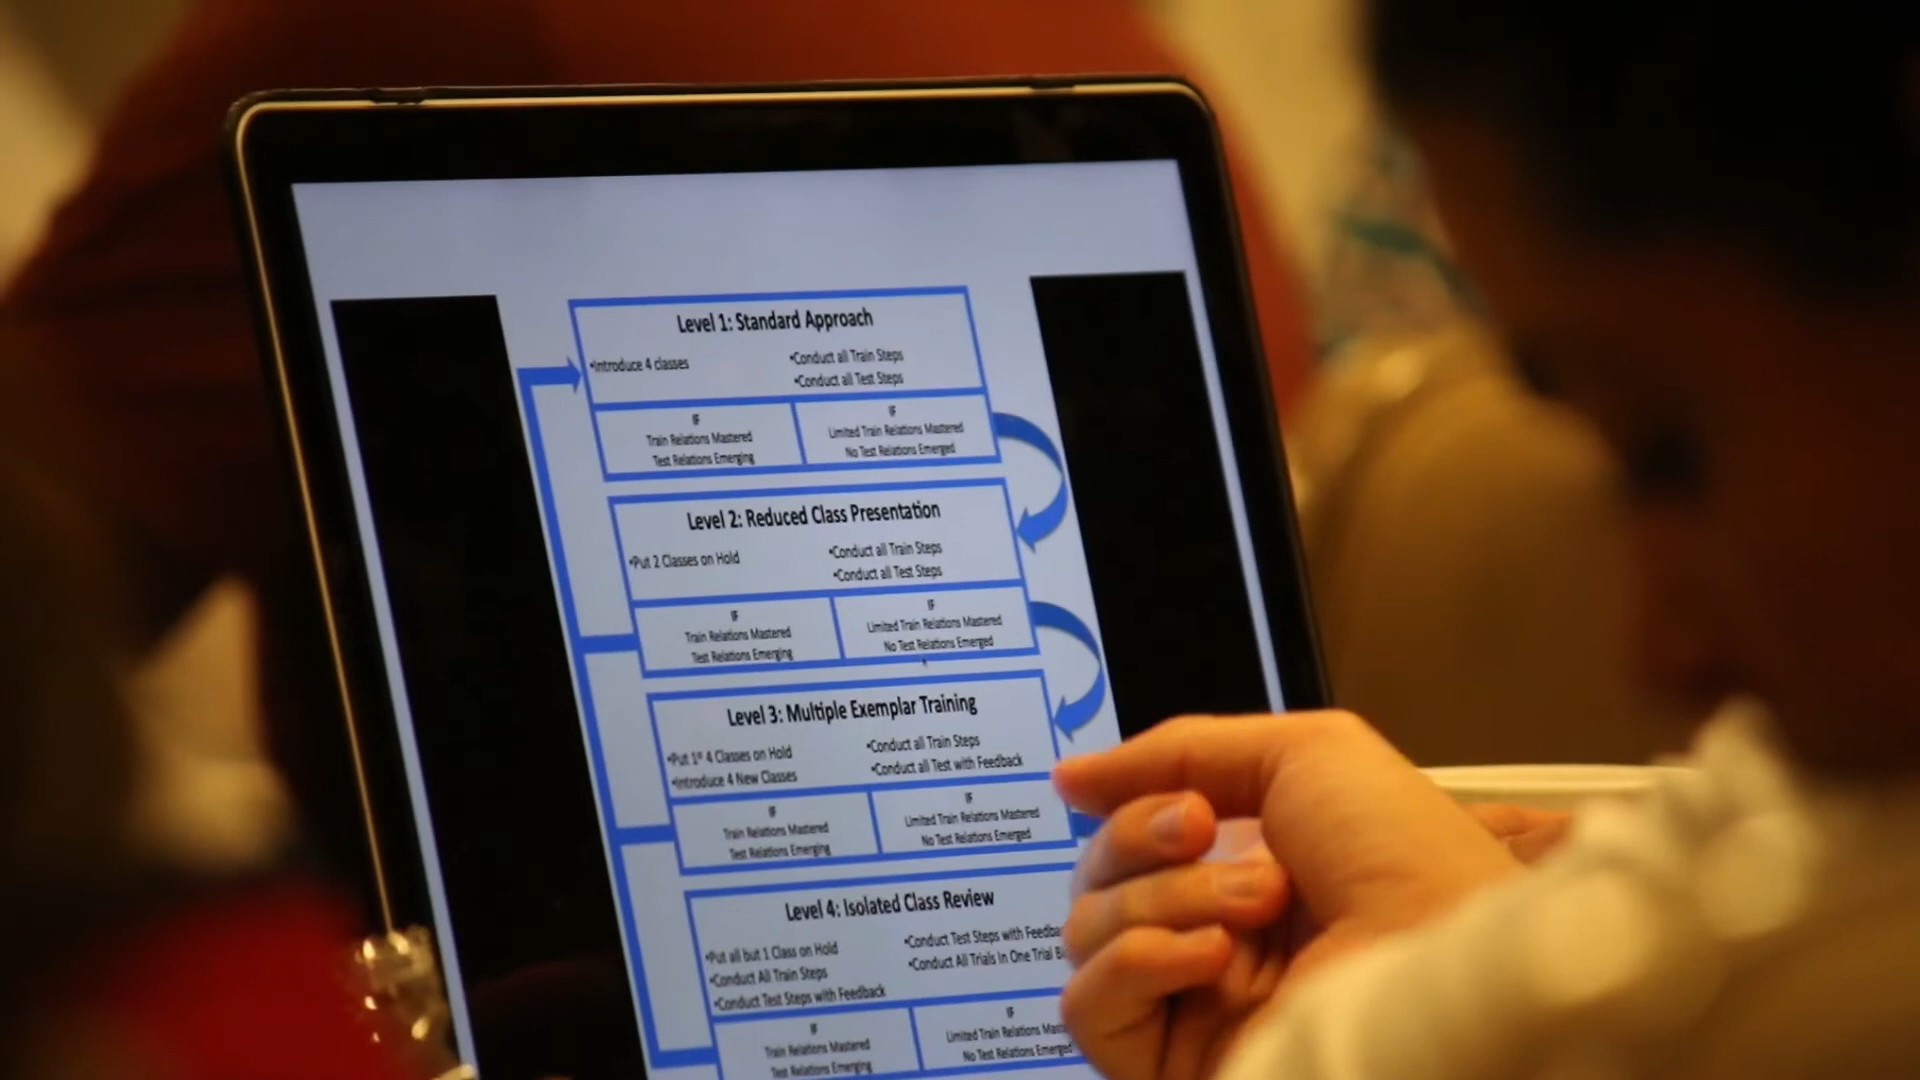 Level 1: Standard Approach
•Introduce 4 classes
•Conduct all Train Steps
•Conduct all Test Steps
IF
Train Relations Mastered
Test Relations Emerging
IF
Limited Train Relations Mastered
No Test Relations Emerged
Level 2: Reduced Class Presentation
•Put 2 Classes on Hold
•Conduct all Train Steps
•Conduct all Test Steps
IF
Train Relations Mastered
Test Relations Emerging
IF
Limited Train Relations Mastered
No Test Relations Emerged
Level 3: Multiple Exemplar Training
•Put 1st 4 Classes on Hold
•Introduce 4 New Classes
•Conduct all Train Steps
•Conduct all Test with Feedback
IF
Train Relations Mastered
Test Relations Emerging
IF
Limited Train Relations Mastered
No Test Relations Emerged
Level 4: Isolated Class Review
•Put all but 1 Class on Hold
•Conduct All Train Steps
•Conduct Test Steps with Feedback
•Conduct Test Steps with Feedba
•Conduct All Trials In One Trial B
IF
Train Relations Mastered
Test Relations Emerging
IF
Limited Train Relations Mast
No Test Relations Emerged